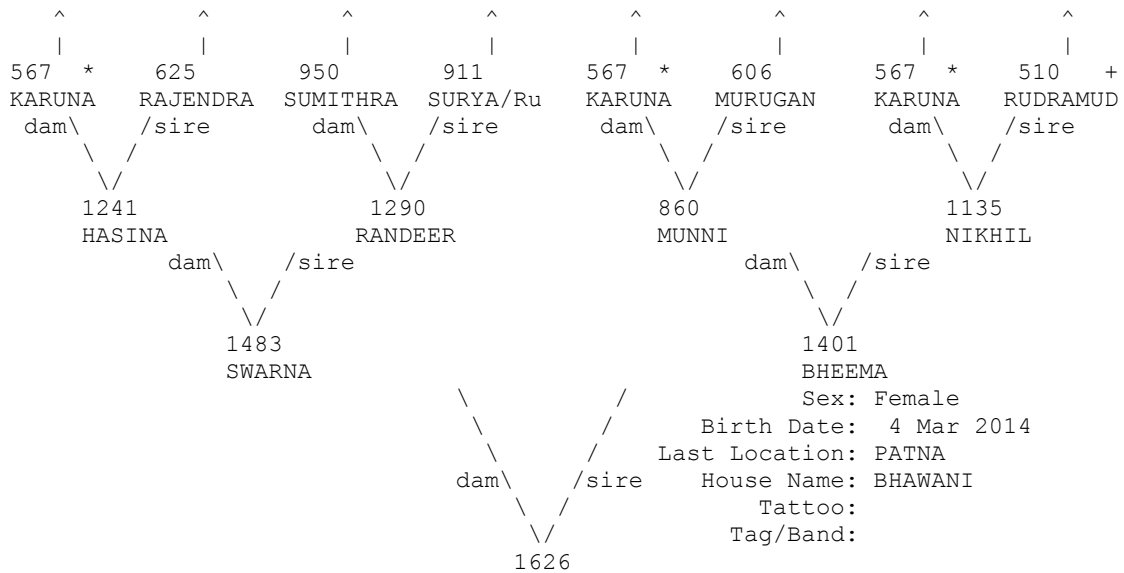 ^ ^ ^ ^ ^ ^ ^ ^
| | | | | | | |
567 * 625 950 911 567 * 606 567 * 510 +
KARUNA RAJENDRA SUMITHRA SURYA/Ru KARUNA MURUGAN KARUNA RUDRAMUD
dam\ /sire dam\ /sire dam\ /sire dam\ /sire
\ / \ / \ / \ /
\/ \/ \/ \/
1241 1290 860 1135
HASINA RANDEER MUNNI NIKHIL
dam\ /sire dam\ /sire
\ / \ /
\/ \/
1483 1401
SWARNA BHEEMA
\ / Sex: Female
\ / Birth Date: 4 Mar 2014
\ / Last Location: PATNA
dam\ /sire House Name: BHAWANI
\ / Tattoo:
\/ Tag/Band:
1626